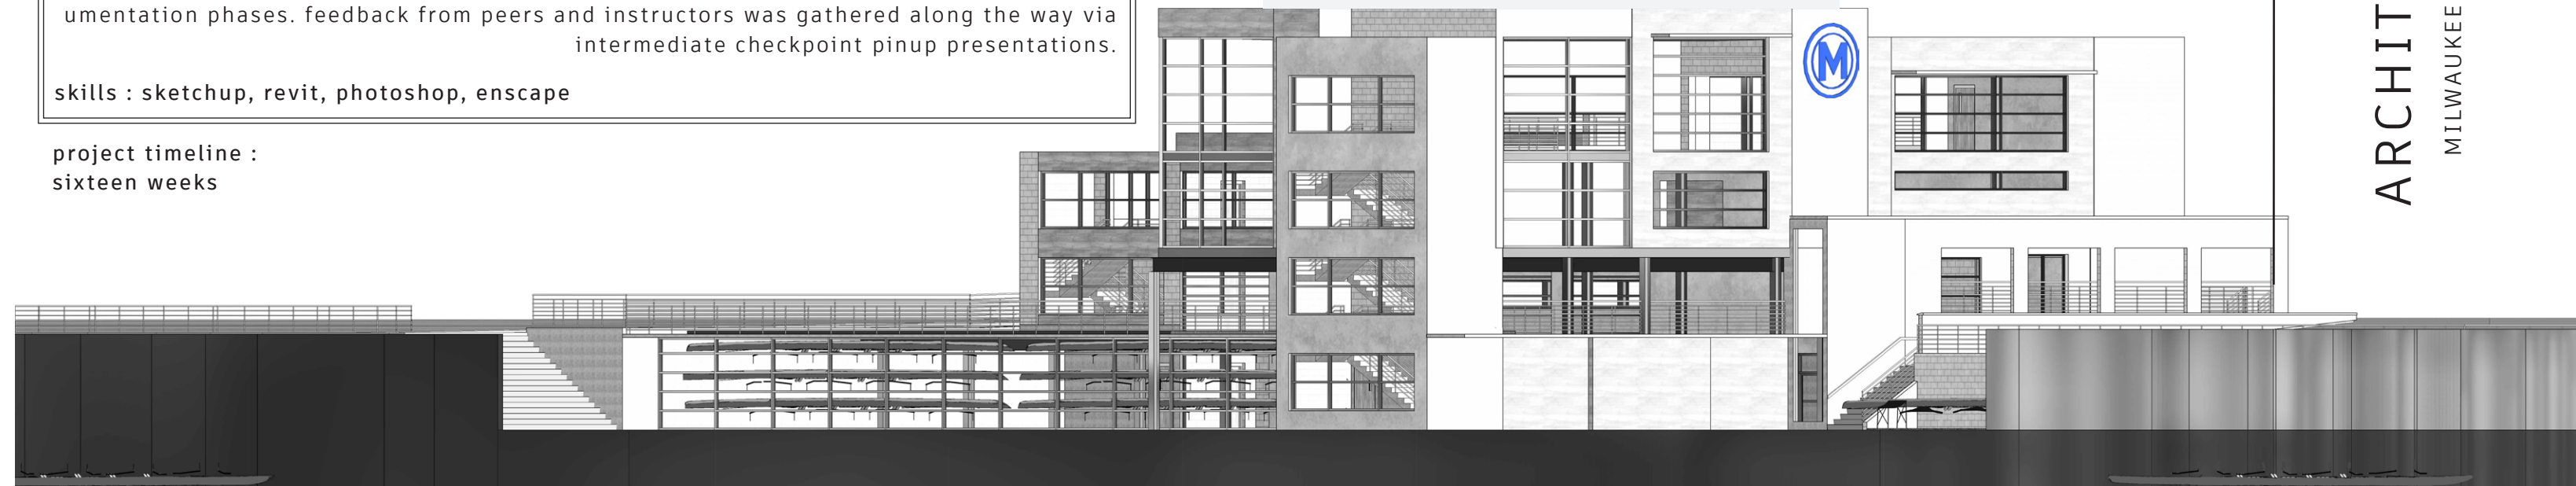 umentation phases. feedback from peers and instructors was gathered along the way via
intermediate checkpoint pinup presentations.
skills : sketchup, revit, photoshop, enscape
project timeline :
sixteen weeks
M
ARCHIT
MILWAUKEE